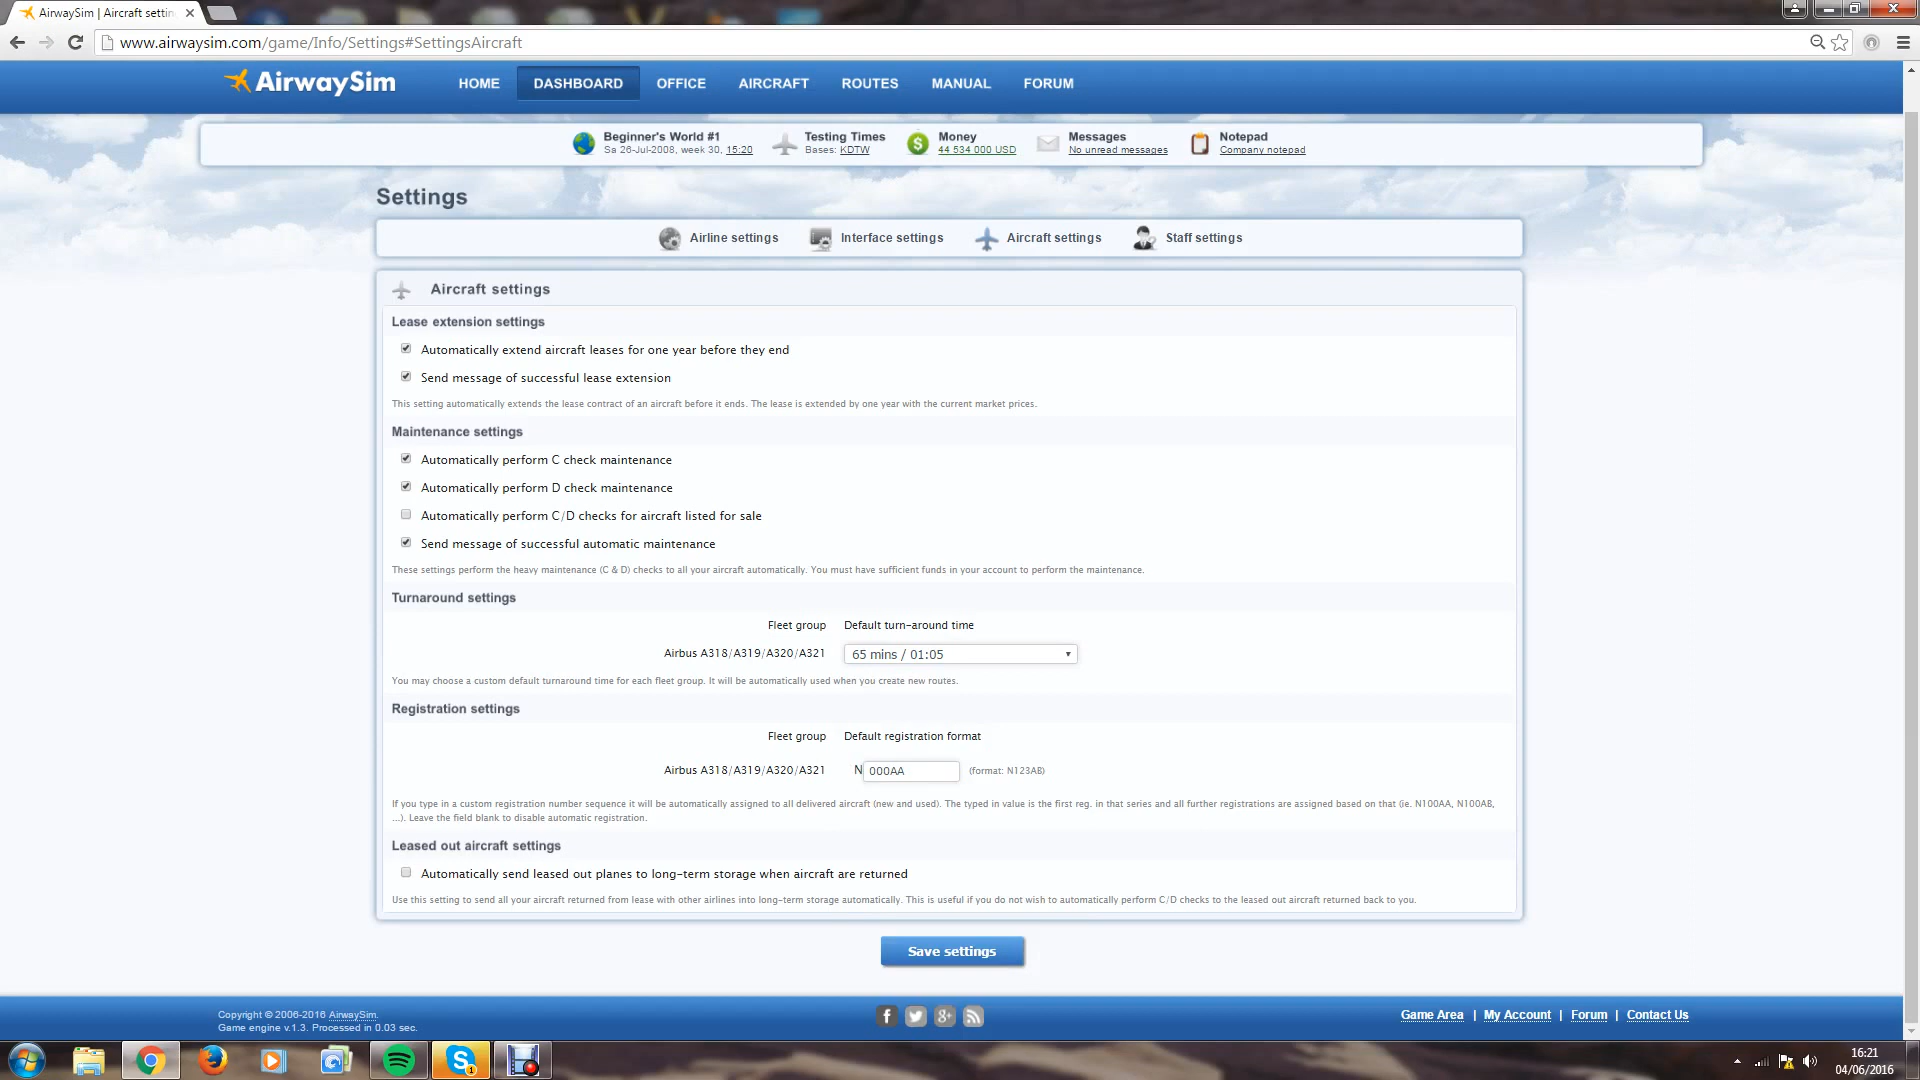 AirwaySim | Aircraft settin
www.airwaysim.com/game/Info/Settings#SettingsAircraft
AirwaySim
HOME DASHBOARD OFFICE AIRCRAFT ROUTES MANUAL FORUM
Beginner's World #1 Testing Times Money Messages Notepad
Sa 26-Jul-2008, week 30, 15:20 Bases: KDTW 44 534 000 USD No unread messages Company notepad
Settings
Airline settings Interface settings Aircraft settings Staff settings
Aircraft settings
Lease extension settings
Automatically extend aircraft leases for one year before they end
Send message of successful lease extension
This setting automatically extends the lease contract of an aircraft before it ends. The lease is extended by one year with the current market prices.
Maintenance settings
Automatically perform C check maintenance
Automatically perform D check maintenance
Automatically perform C/D checks for aircraft listed for sale
Send message of successful automatic maintenance
These settings perform the heavy maintenance (C & D) checks to all your aircraft automatically. You must have sufficient funds in your account to perform the maintenance.
Turnaround settings
Fleet group Default turn-around time
Airbus A318/A319/A320/A321 65 mins / 01:05
You may choose a custom default turnaround time for each fleet group. It will be automatically used when you create new routes.
Registration settings
Fleet group Default registration format
Airbus A318/A319/A320/A321 N 000AA (format: N123AB)
If you type in a custom registration number sequence it will be automatically assigned to all delivered aircraft (new and used). The typed in value is the first reg. in that series and all further registrations are assigned based on that (ie. N100AA, N100AB,
...). Leave the field blank to disable automatic registration.
Leased out aircraft settings
Automatically send leased out planes to long-term storage when aircraft are returned
Use this setting to send all your aircraft returned from lease with other airlines into long-term storage automatically. This is useful if you do not wish to automatically perform C/D checks to the leased out aircraft returned back to you.
Save settings
Copyright © 2006-2016 AirwaySim.
Game engine v.1.3. Processed in 0.03 sec.
Game Area | My Account | Forum | Contact Us
16:21
04/06/2016